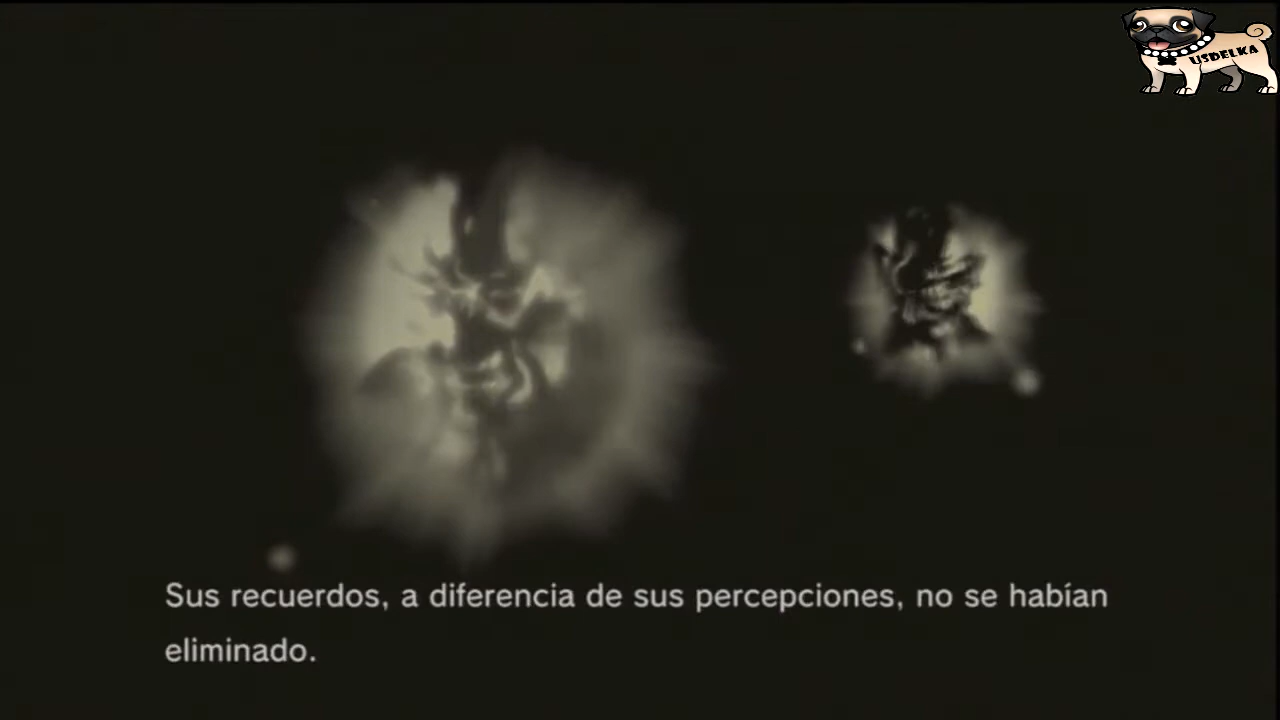 USDELKA
Sus recuerdos, a diferencia de sus percepciones, no se habían
eliminado.